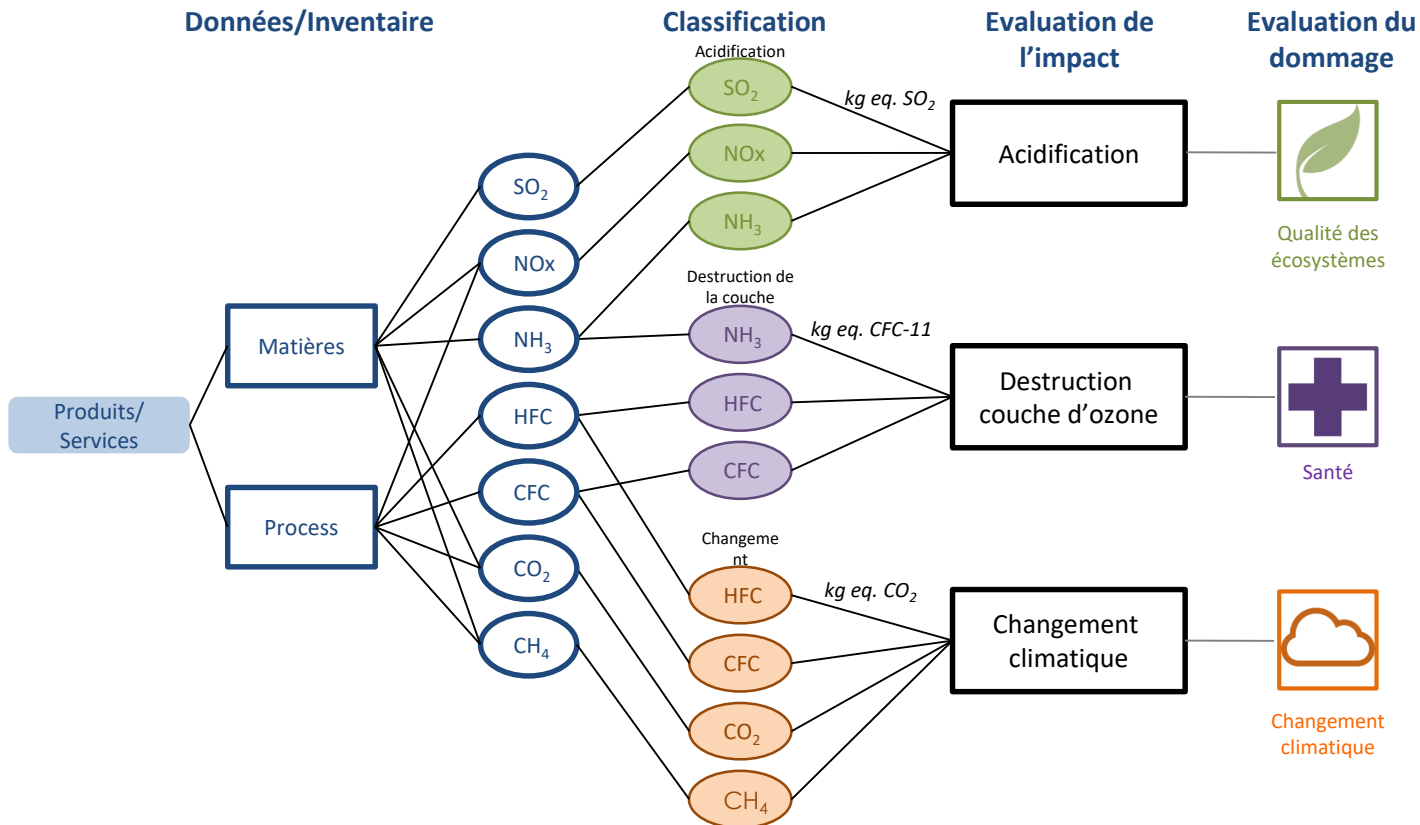 Données/Inventaire
Classification
Evaluation de
l’impact
Evaluation du
dommage
Produits/
Services
Matières
Process
SO₂
NOx
NH₃
HFC
CFC
CO₂
CH₄
Acidification
SO₂
NOx
NH₃
Destruction de
la couche
NH₃
HFC
CFC
Changeme
nt
HFC
CFC
CO₂
CH₄
kg eq. SO₂
kg eq. CFC-11
kg eq. CO₂
Acidification
Destruction
couche d’ozone
Changement
climatique
Qualité des
écosystèmes
Santé
Changement
climatique